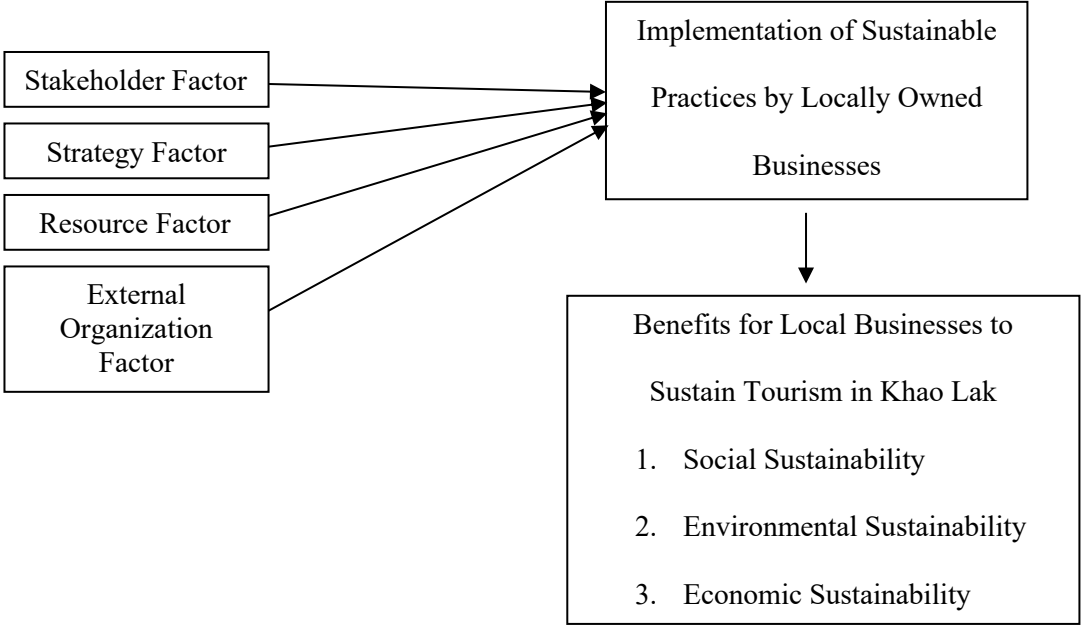 Stakeholder Factor
Strategy Factor
Resource Factor
External
Organization
Factor
Implementation of Sustainable
Practices by Locally Owned
Businesses
Benefits for Local Businesses to
Sustain Tourism in Khao Lak
1. Social Sustainability
2. Environmental Sustainability
3. Economic Sustainability